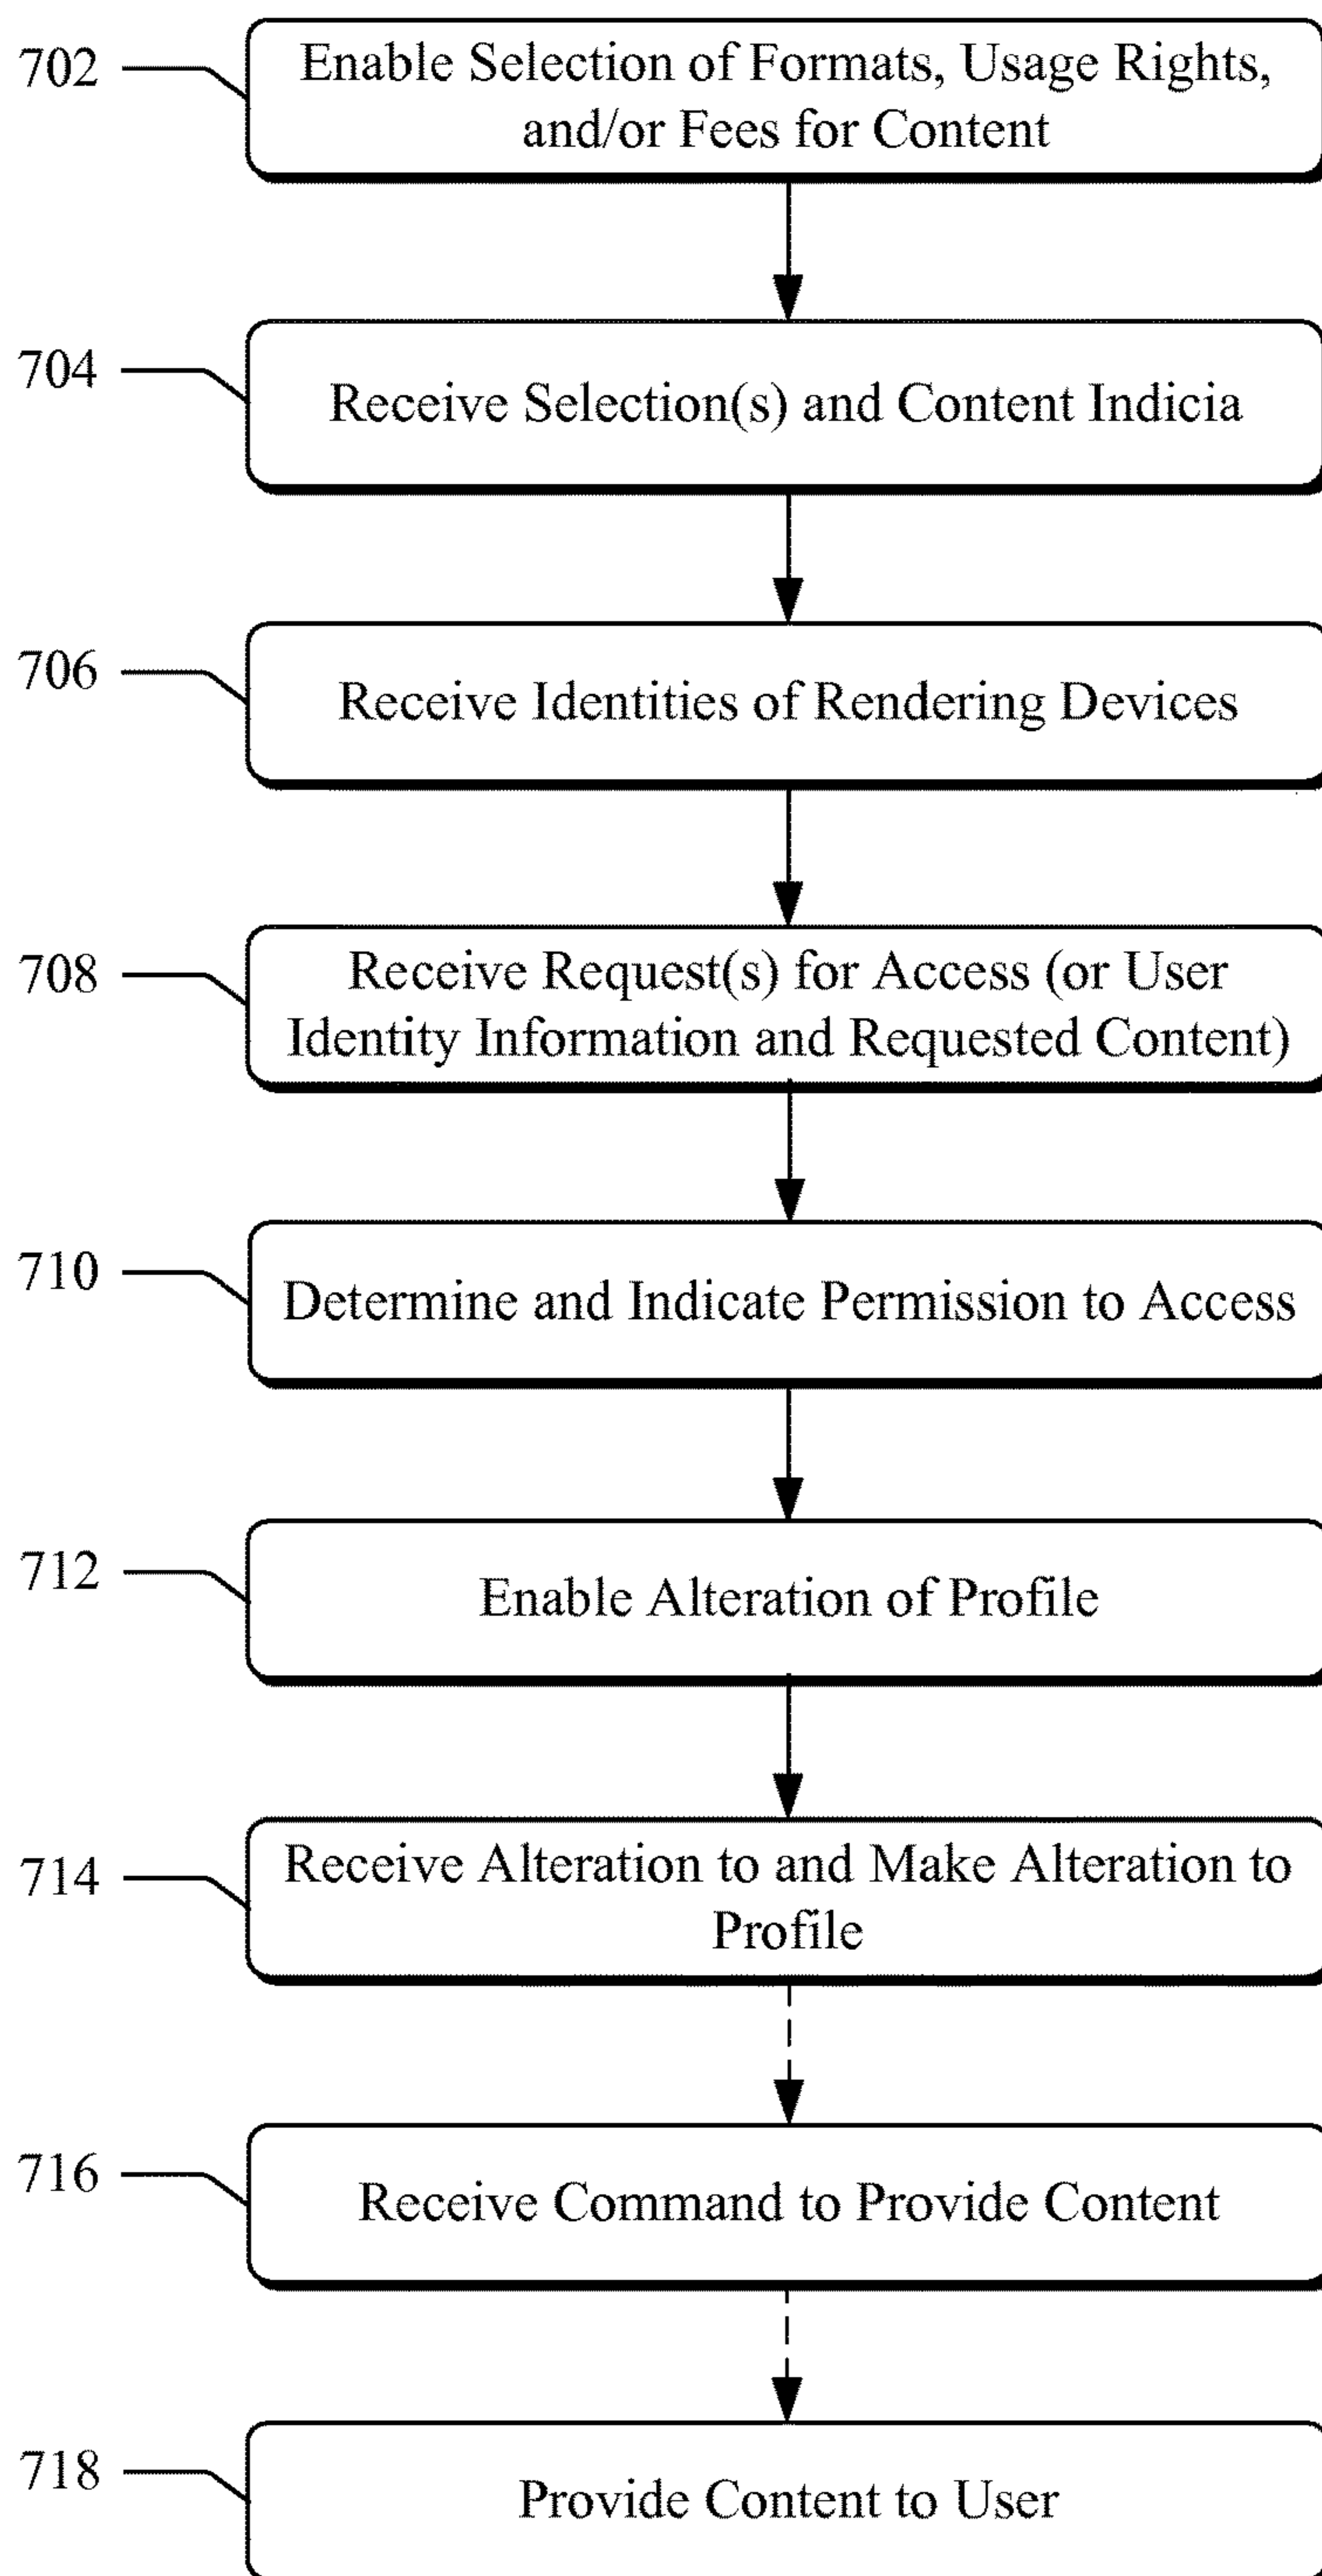 702
Enable Selection of Formats, Usage Rights,
and/or Fees for Content
704
Receive Selection(s) and Content Indicia
706
Receive Identities of Rendering Devices
708
Receive Request(s) for Access (or User
Identity Information and Requested Content)
710
Determine and Indicate Permission to Access
712
Enable Alteration of Profile
714
Receive Alteration to and Make Alteration to
Profile
716
Receive Command to Provide Content
718
Provide Content to User